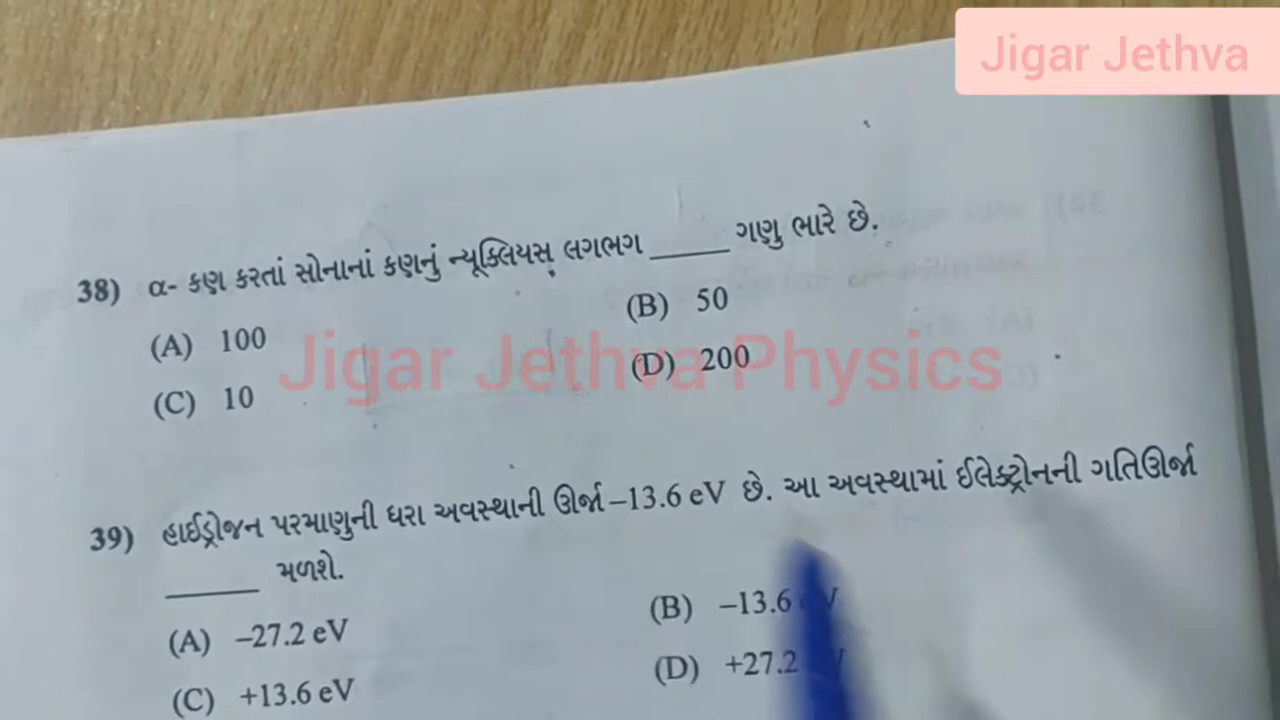 Jigar Jethva
38) α- કણ કરતાં સોનાનાં કણનું ન્યૂક્લિયસ્ લગભગ _____ ગણુ ભારે છે.
(A) 100 (B) 50
(C) 10 (D) 200
Jigar Jethva Physics
39) હાઈડ્રોજન પરમાણુની ધરા અવસ્થાની ઊર્જા –13.6 eV છે. આ અવસ્થામાં ઈલેક્ટ્રોનની ગતિઊર્જા
_____ મળશે.
(A) –27.2 eV (B) –13.6 V
(C) +13.6 eV (D) +27.2